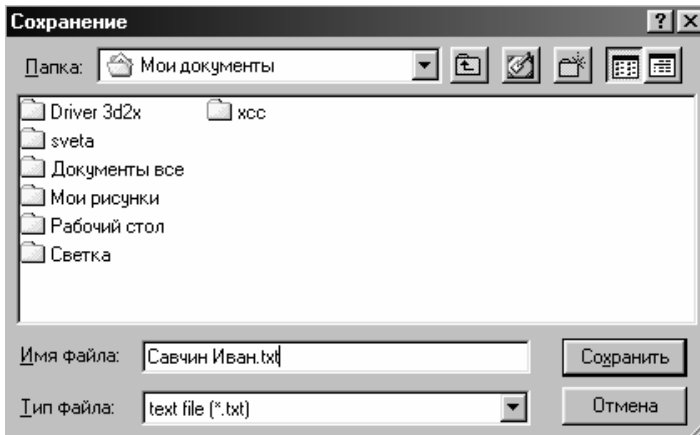 Сохранение
Папка: Мои документы
Driver 3d2x xcc
sveta
Документы все
Мои рисунки
Рабочий стол
Светка
Имя файла: Савчин Иван.txt Сохранить
Тип файла: text file (*.txt) Отмена